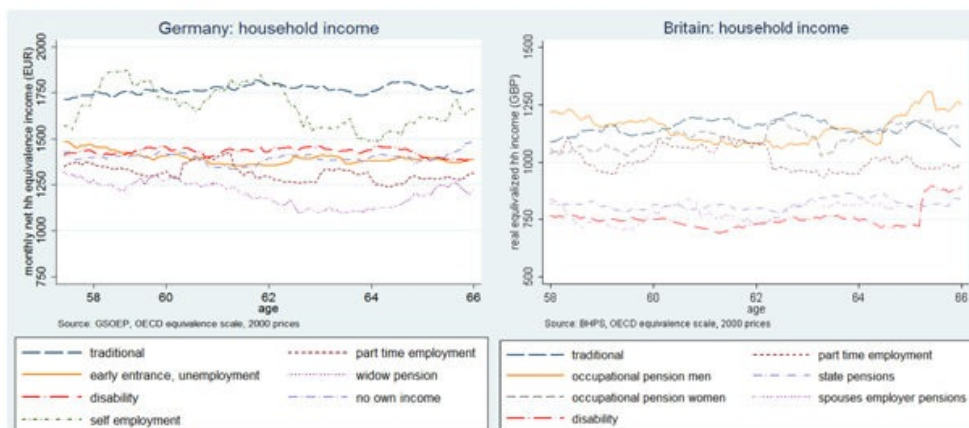 Germany: household income
monthly net hh equivalence income (EUR)
2000
1750
1500
1250
1000
750
58
60
62
64
66
age
Source: GSOEP, OECD equivalence scale, 2000 prices
traditional
early entrance, unemployment
disability
self employment
part time employment
widow pension
no own income
Britain: household income
real equivalized hh income (GBP)
1500
1250
1000
750
500
58
60
62
64
66
age
Source: BHPS, OECD equivalence scale, 2000 prices
traditional
occupational pension men
occupational pension women
disability
part time employment
state pensions
spouses employer pensions